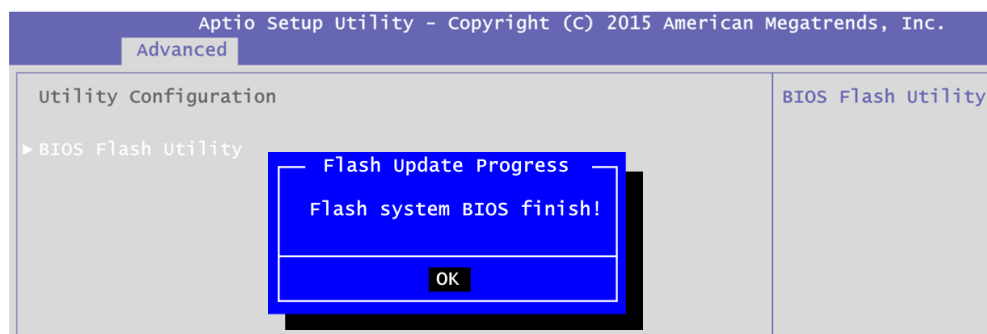 Aptio Setup Utility - Copyright (C) 2015 American Megatrends, Inc.
Advanced
Utility Configuration
BIOS Flash Utility
►BIOS Flash Utility
Flash Update Progress
Flash system BIOS finish!
OK